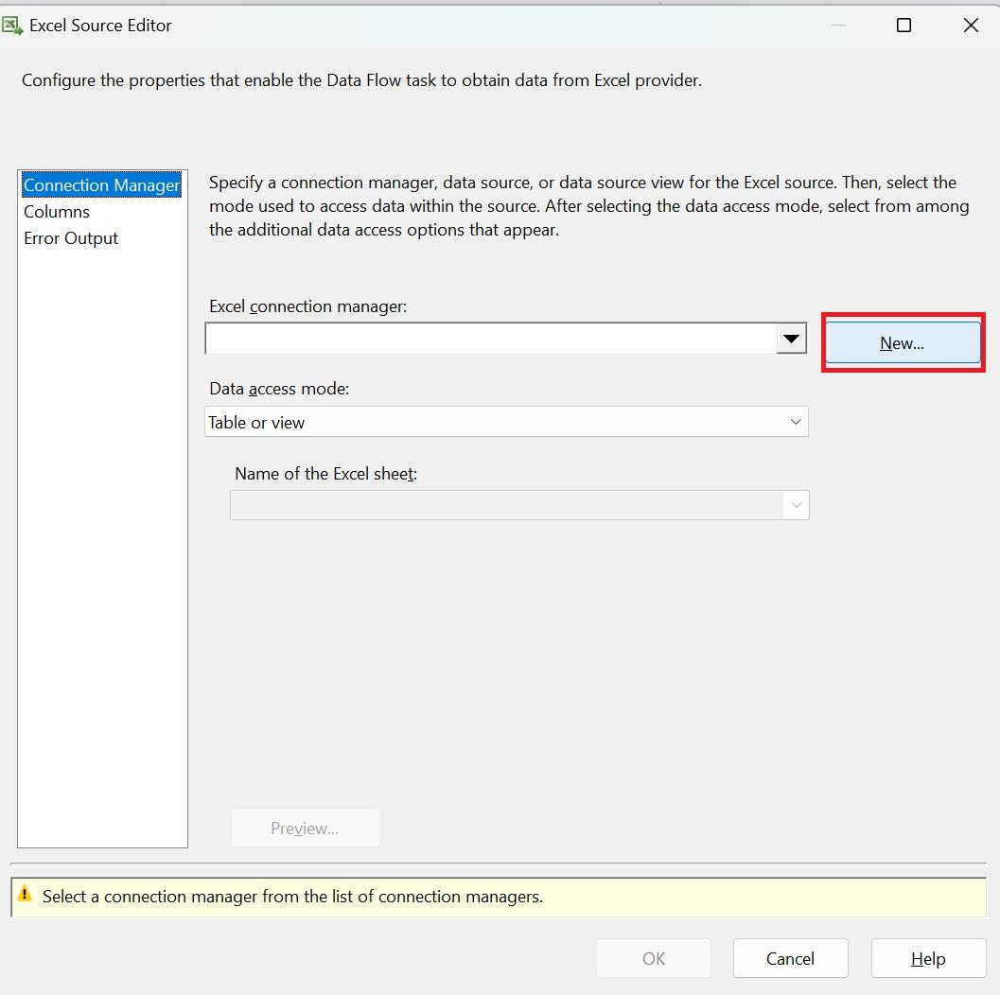 Excel Source Editor
Configure the properties that enable the Data Flow task to obtain data from Excel provider.
Connection Manager
Columns
Error Output
Specify a connection manager, data source, or data source view for the Excel source. Then, select the
mode used to access data within the source. After selecting the data access mode, select from among
the additional data access options that appear.
Excel connection manager:
New...
Data access mode:
Table or view
Name of the Excel sheet:
Preview...
Select a connection manager from the list of connection managers.
OK
Cancel
Help